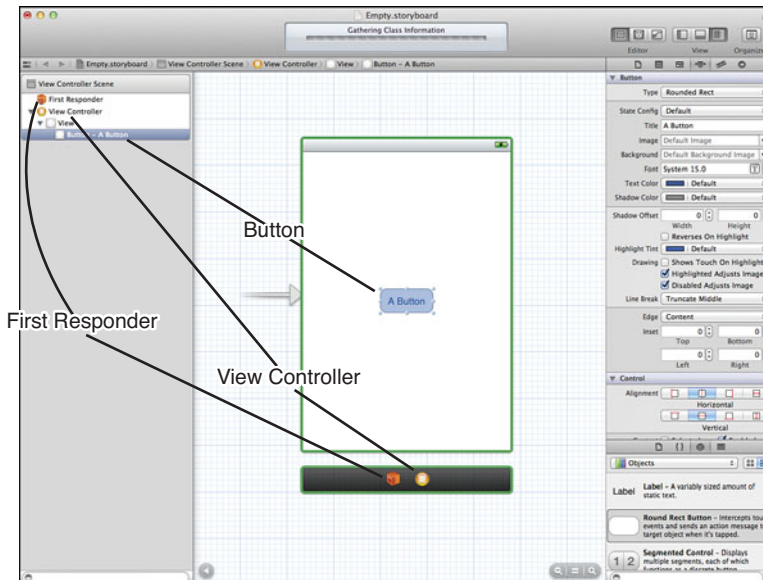 Empty.storyboard
Gathering Class Information
Editor View Organize
Empty.storyboard View Controller Scene View Controller View Button – A Button
View Controller Scene
First Responder
View Controller
View
Button – A Button
Button
First Responder
View Controller
A Button
Button
Type Rounded Rect
State Config Default
Title A Button
Image Default Image
Background Default Background Image
Font System 15.0
Text Color Default
Shadow Color Default
Shadow Offset 0 0
Width Height
Reverses On Highlight
Highlight Tint Default
Drawing Shows Touch On Highlight
Highlighted Adjusts Image
Disabled Adjusts Image
Line Break Truncate Middle
Edge Content
Inset 0 0
Top Bottom
0 0
Left Right
Control
Alignment
Horizontal
Vertical
Objects
Label
Label – A variably sized amount of
static text.
Round Rect Button – Intercepts tou
events and sends an action message t
target object when it's tapped.
1 2
Segmented Control – Displays
multiple segments, each of which
functions as a discrete button.